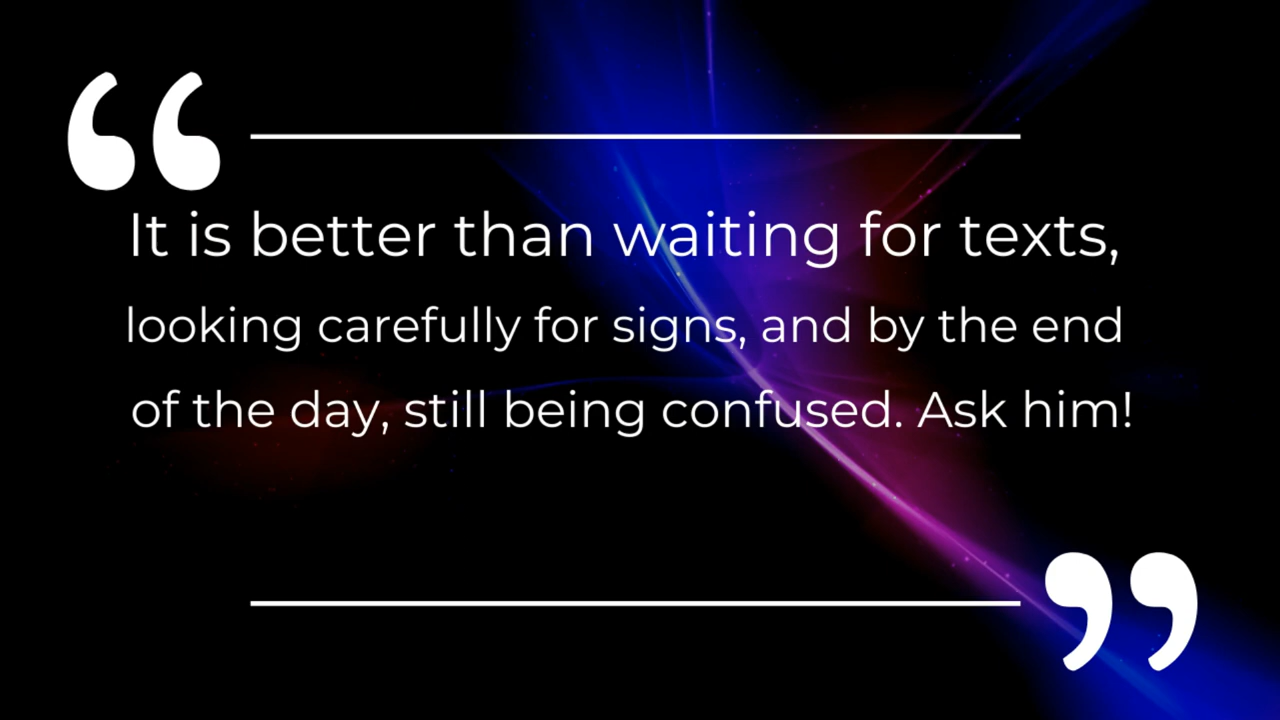 “
It is better than waiting for texts,
looking carefully for signs, and by the end
of the day, still being confused. Ask him!
”